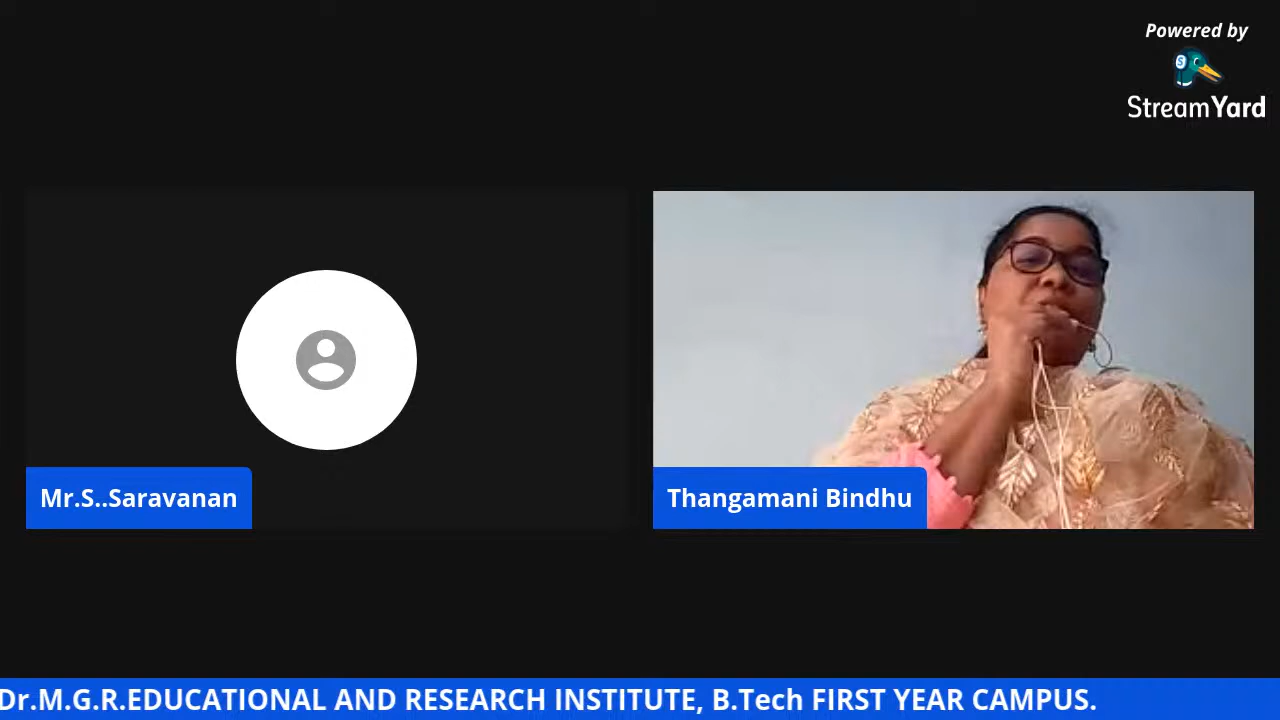 Powered by
StreamYard
Mr.S..Saravanan
Thangamani Bindhu
Dr.M.G.R.EDUCATIONAL AND RESEARCH INSTITUTE, B.Tech FIRST YEAR CAMPUS.